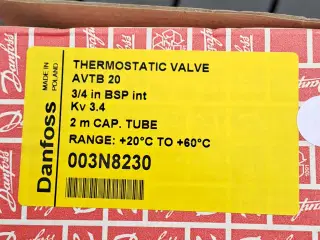 Danfoss
MADE IN
POLAND
THERMOSTATIC VALVE
AVTB 20
3/4 in BSP int
Kv 3.4
2 m CAP. TUBE
RANGE: +20°C TO +60°C
003N8230